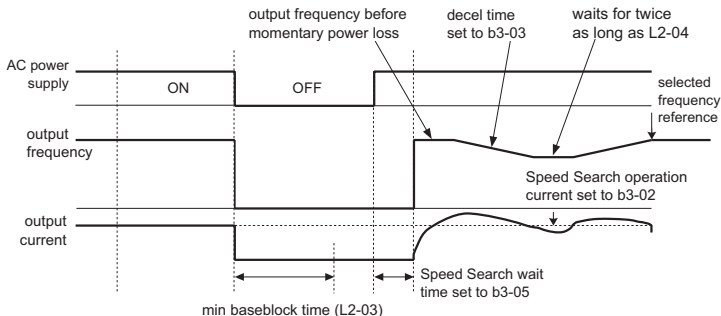 output frequency before
momentary power loss
decel time
set to b3-03
waits for twice
as long as L2-04
AC power
supply
ON
OFF
selected
frequency
reference
output
frequency
Speed Search operation
current set to b3-02
output
current
Speed Search wait
time set to b3-05
min baseblock time (L2-03)